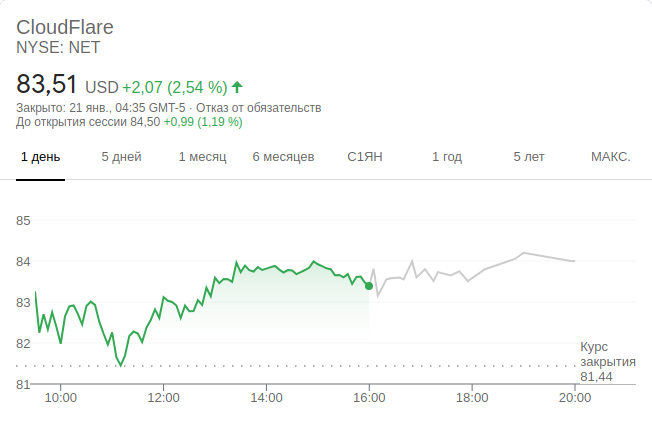 CloudFlare
NYSE: NET
83,51 USD +2,07 (2,54 %)
Закрыто: 21 янв., 04:35 GMT-5 · Отказ от обязательств
До открытия сессии 84,50 +0,99 (1,19 %)
1 день 5 дней 1 месяц 6 месяцев С1ЯН 1 год 5 лет МАКС.
85
84
83
82
Курс
закрытия
81,44
81
10:00 12:00 14:00 16:00 18:00 20:00